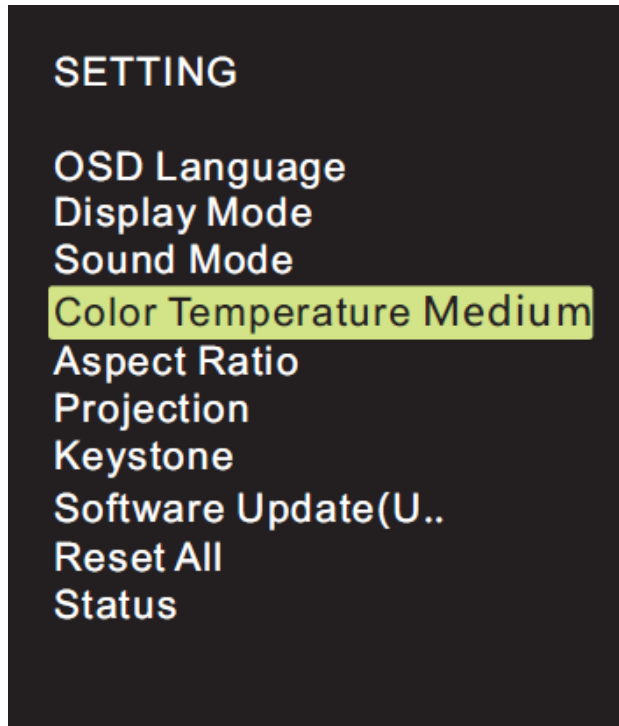 SETTING
OSD Language
Display Mode
Sound Mode
Color Temperature Medium
Aspect Ratio
Projection
Keystone
Software Update(U..
Reset All
Status